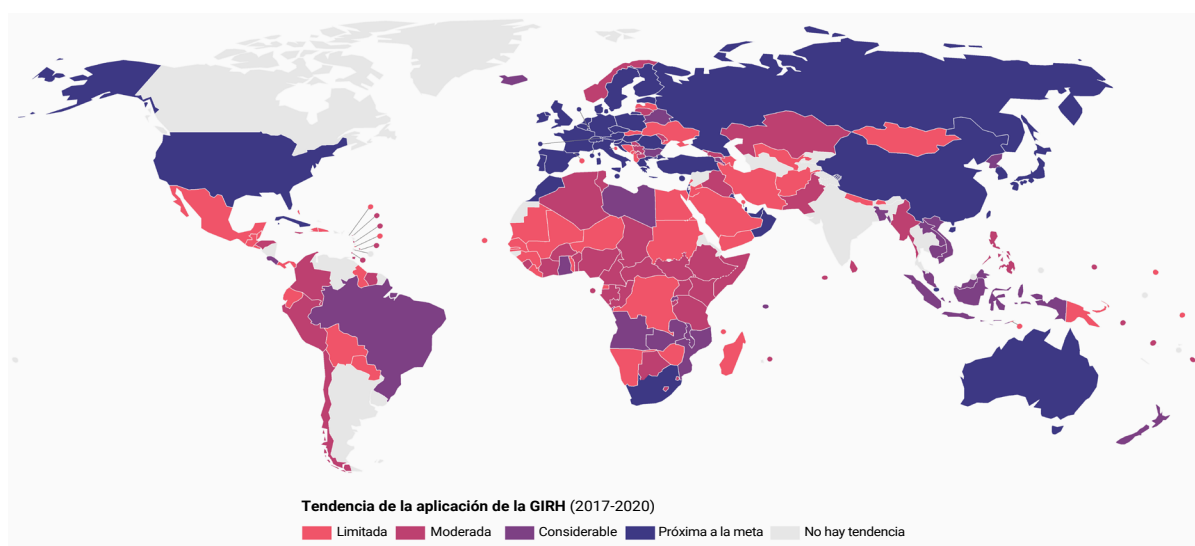 Tendencia de la aplicación de la GIRH (2017-2020)
Limitada Moderada Considerable Próxima a la meta No hay tendencia